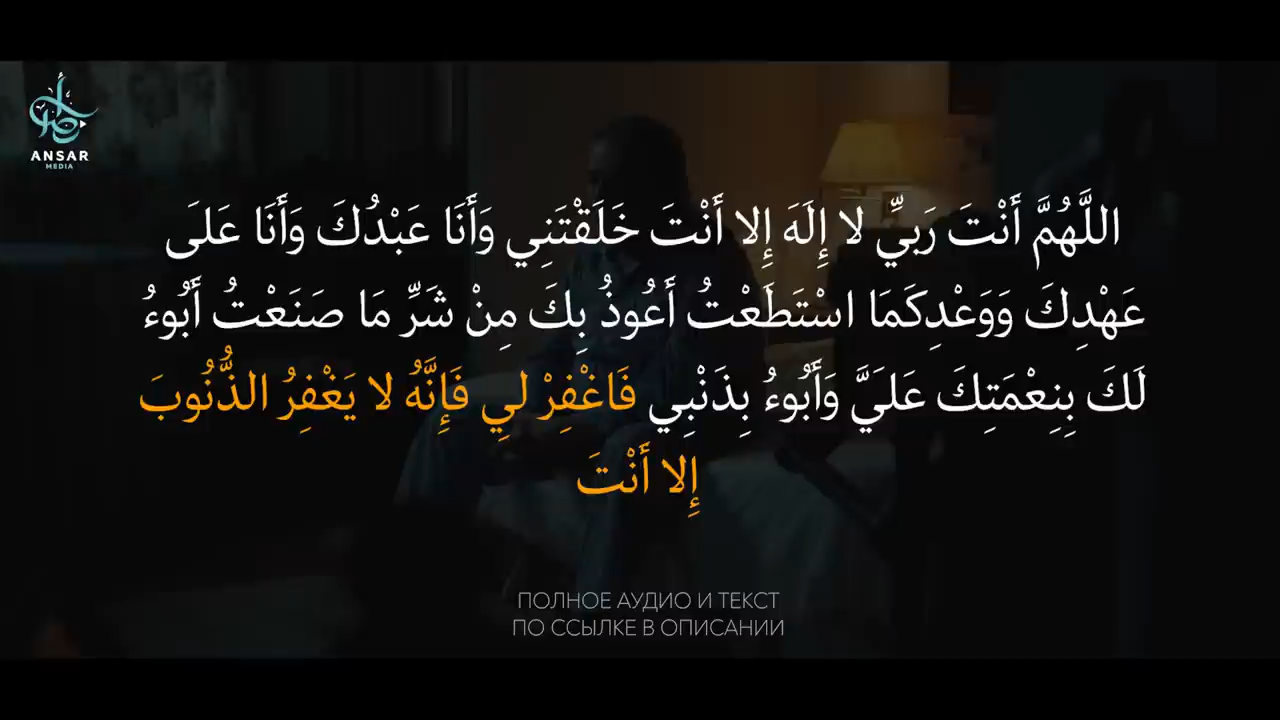 ANSAR
MEDIA
اللَّهُمَّ أَنْتَ رَبِّي لا إِلَهَ إِلا أَنْتَ خَلَقْتَنِي وَأَنَا عَبْدُكَ وَأَنَا عَلَى
عَهْدِكَ وَوَعْدِكَمَا اسْتَطَعْتُ أَعُوذُ بِكَ مِنْ شَرِّ مَا صَنَعْتُ أَبُوءُ
لَكَ بِنِعْمَتِكَ عَلَيَّ وَأَبُوءُ بِذَنْبِي فَاغْفِرْ لِي فَإِنَّهُ لا يَغْفِرُ الذُّنُوبَ
إِلا أَنْتَ
ПОЛНОЕ АУДИО И ТЕКСТ
ПО ССЫЛКЕ В ОПИСАНИИ